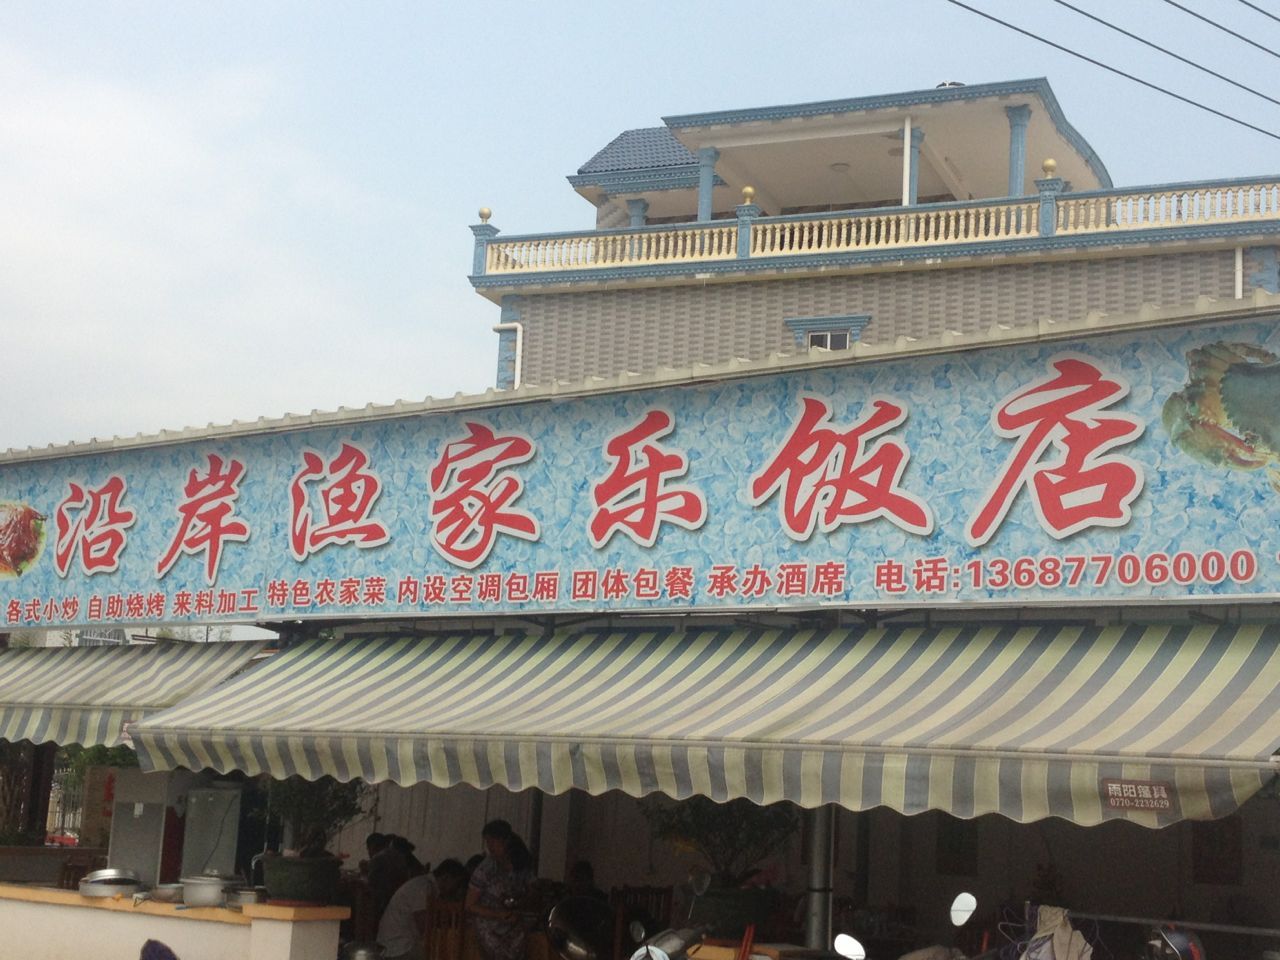 沿岸渔家乐饭店
各式小炒 自助烧烤 来料加工 特色农家菜 内设空调包厢 团体包餐 承办酒席 电话:13687706000
雨阳篷具
0770-2232629